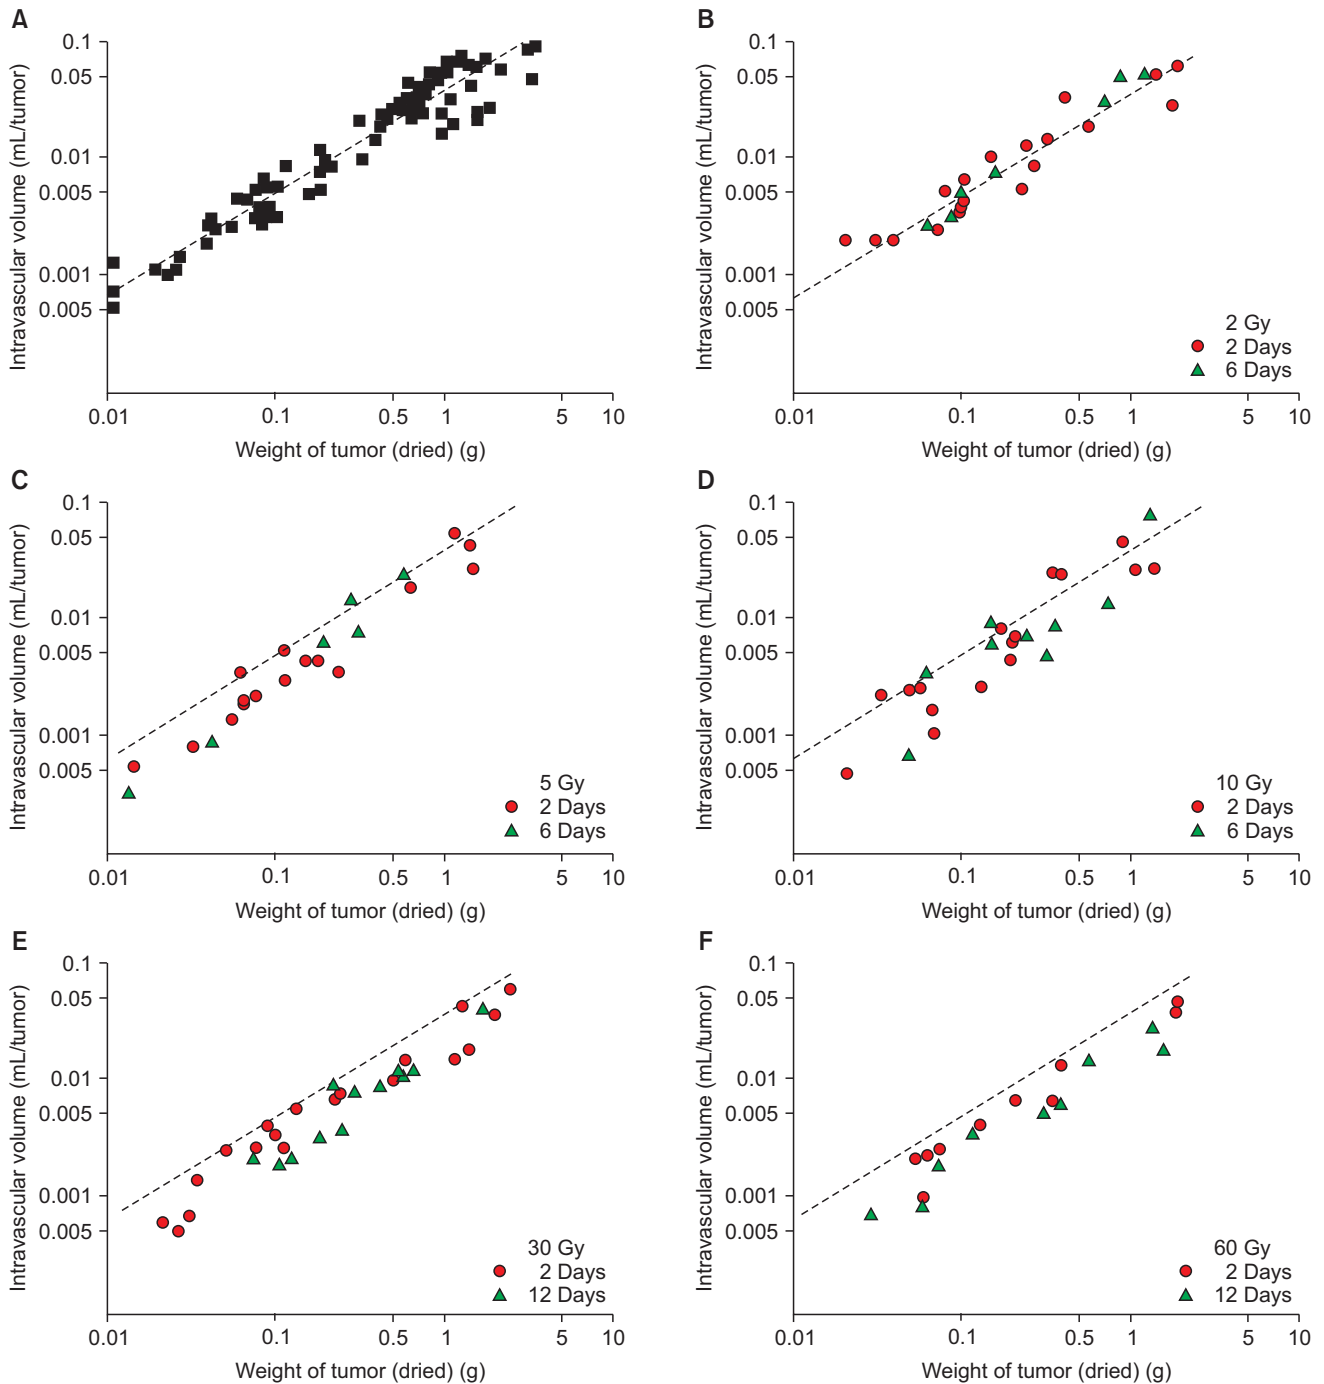 A
Intravascular volume (mL/tumor)
0.1
0.05
0.01
0.005
0.001
0.005
0.01 0.1 0.5 1 5 10
Weight of tumor (dried) (g)
B
Intravascular volume (mL/tumor)
0.1
0.05
0.01
0.005
0.001
0.005
2 Gy
2 Days
6 Days
0.01 0.1 0.5 1 5 10
Weight of tumor (dried) (g)
C
Intravascular volume (mL/tumor)
0.1
0.05
0.01
0.005
0.001
0.005
5 Gy
2 Days
6 Days
0.01 0.1 0.5 1 5 10
Weight of tumor (dried) (g)
D
Intravascular volume (mL/tumor)
0.1
0.05
0.01
0.005
0.001
0.005
10 Gy
2 Days
6 Days
0.01 0.1 0.5 1 5 10
Weight of tumor (dried) (g)
E
Intravascular volume (mL/tumor)
0.1
0.05
0.01
0.005
0.001
0.005
30 Gy
2 Days
12 Days
0.01 0.1 0.5 1 5 10
Weight of tumor (dried) (g)
F
Intravascular volume (mL/tumor)
0.1
0.05
0.01
0.005
0.001
0.005
60 Gy
2 Days
12 Days
0.01 0.1 0.5 1 5 10
Weight of tumor (dried) (g)